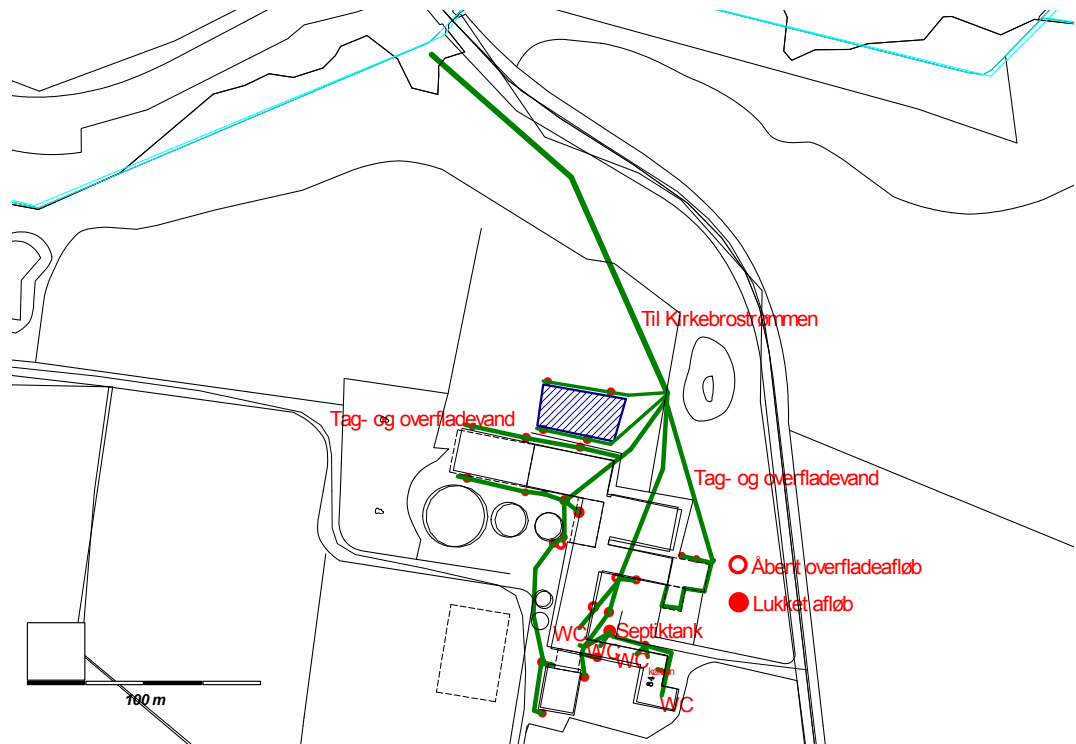 Til Kirkebrostrømmen
Tag- og overfladevand
Tag- og overfladevand
Åbent overfladeafløb
Lukket afløb
Septiktank
WC
WC
WC
køkken
84
WC
100 m